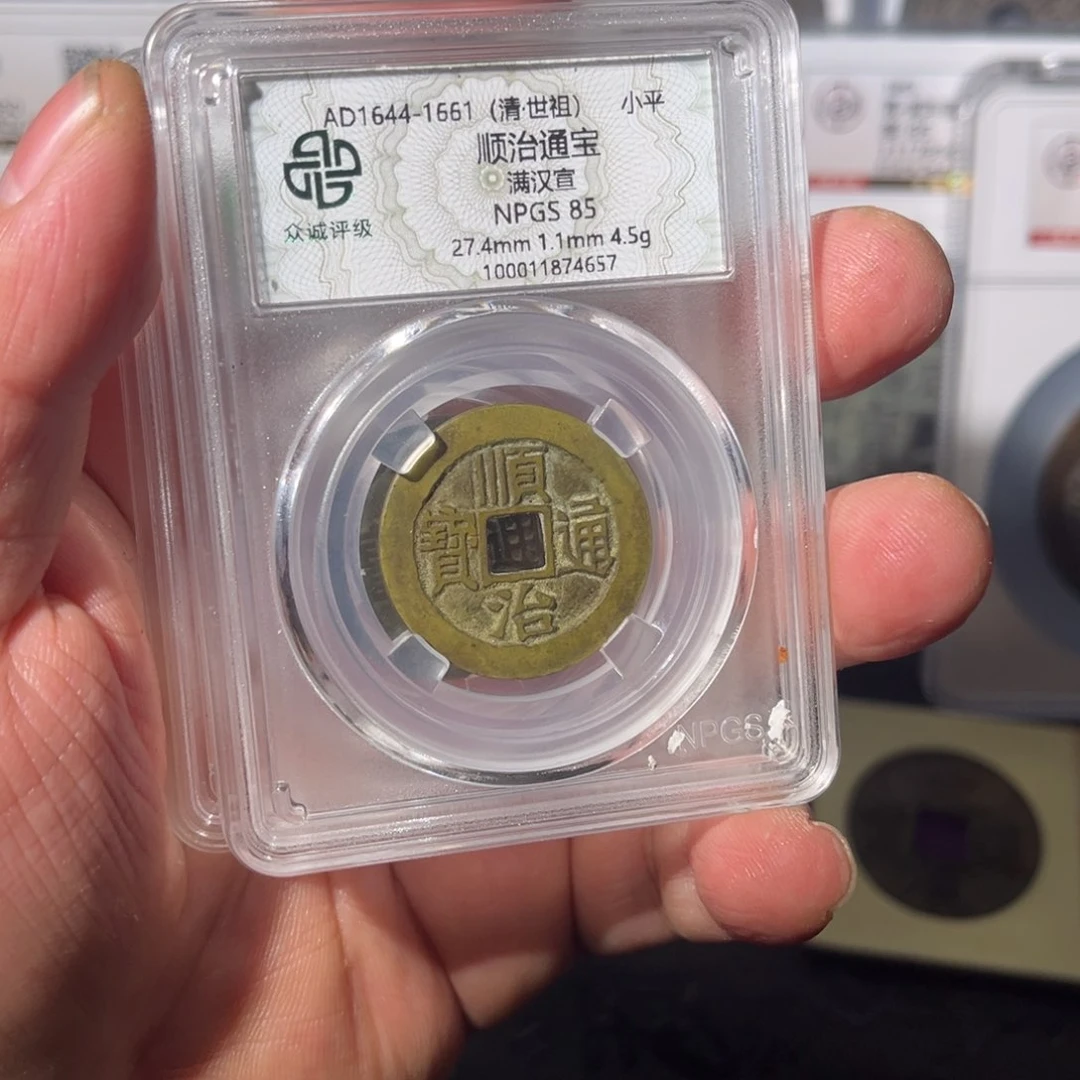 AD1644-1661（清·世祖） 小平
顺治通宝
满汉宣
NPGS 85
27.4mm 1.1mm 4.5g
100011874657
众诚评级
順
寶 通
治
NPGS